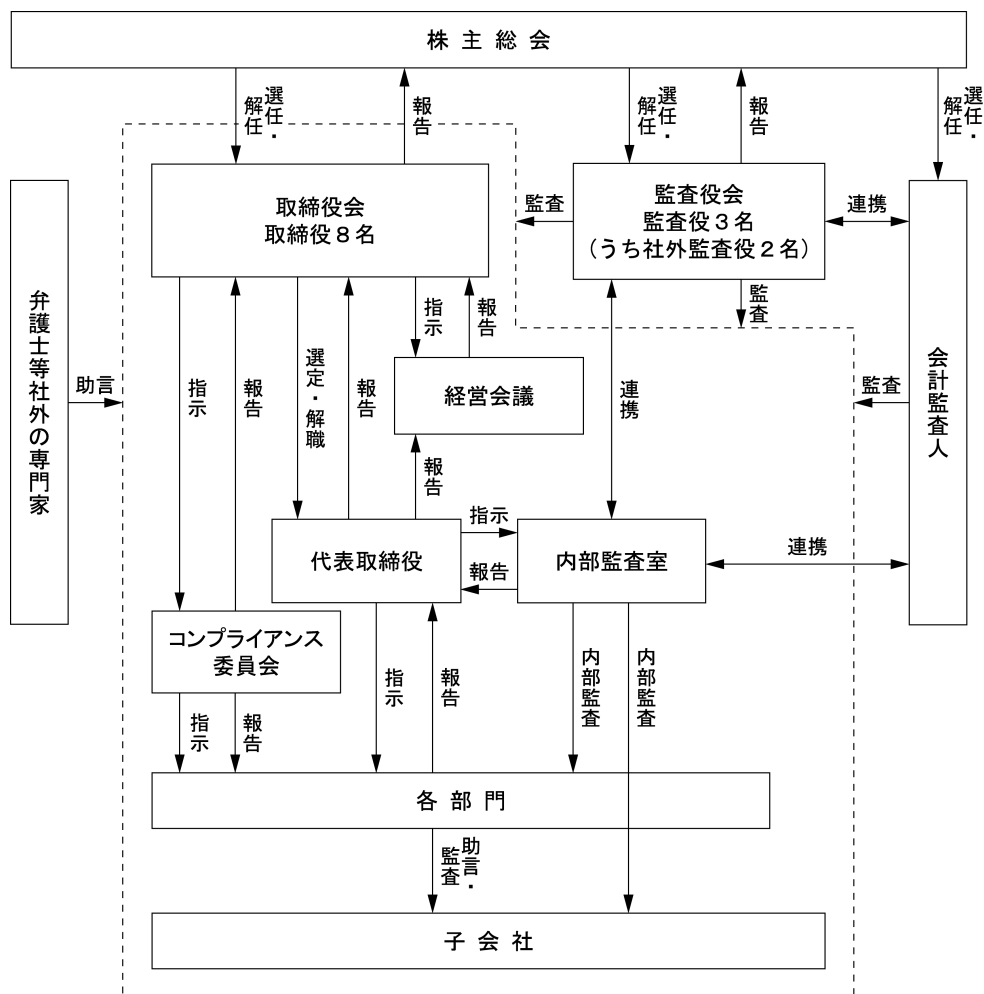 株主総会
選任・
解任
報告
選任・
解任
報告
選任・
解任
取締役会
取締役８名
監査
監査役会
監査役３名
（うち社外監査役２名）
連携
弁護士等社外の専門家
助言
指示
報告
選定・解職
報告
指示
報告
監査
経営会議
連携
監査
会計監査人
報告
代表取締役
指示
報告
内部監査室
連携
コンプライアンス
委員会
指示
報告
指示
報告
内部監査
内部監査
各部門
助言・
監査
子会社